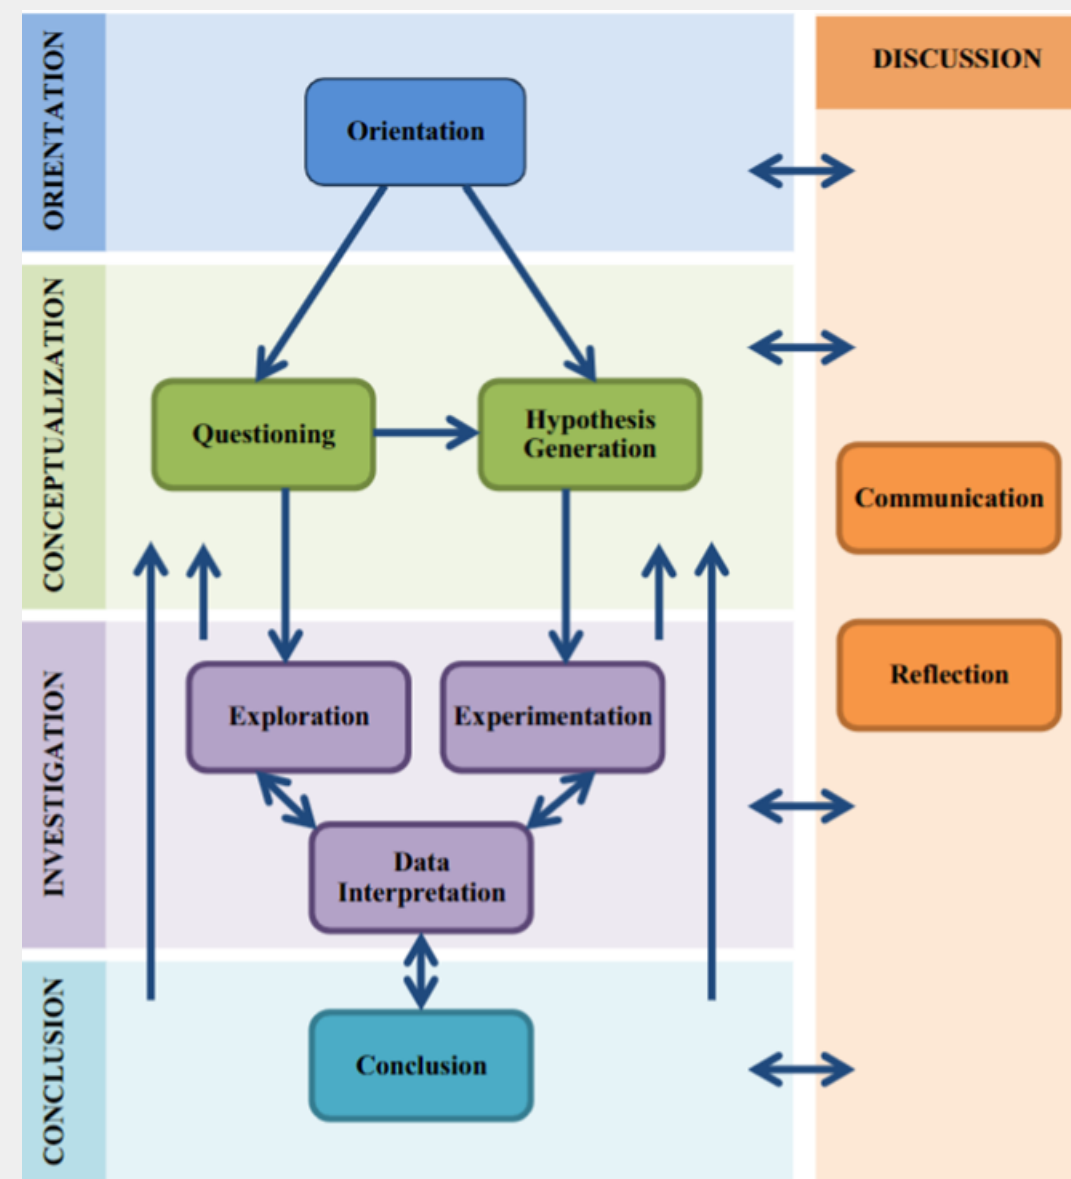 ORIENTATION
Orientation
CONCEPTUALIZATION
Questioning
Hypothesis
Generation
INVESTIGATION
Exploration
Experimentation
Data
Interpretation
CONCLUSION
Conclusion
DISCUSSION
Communication
Reflection